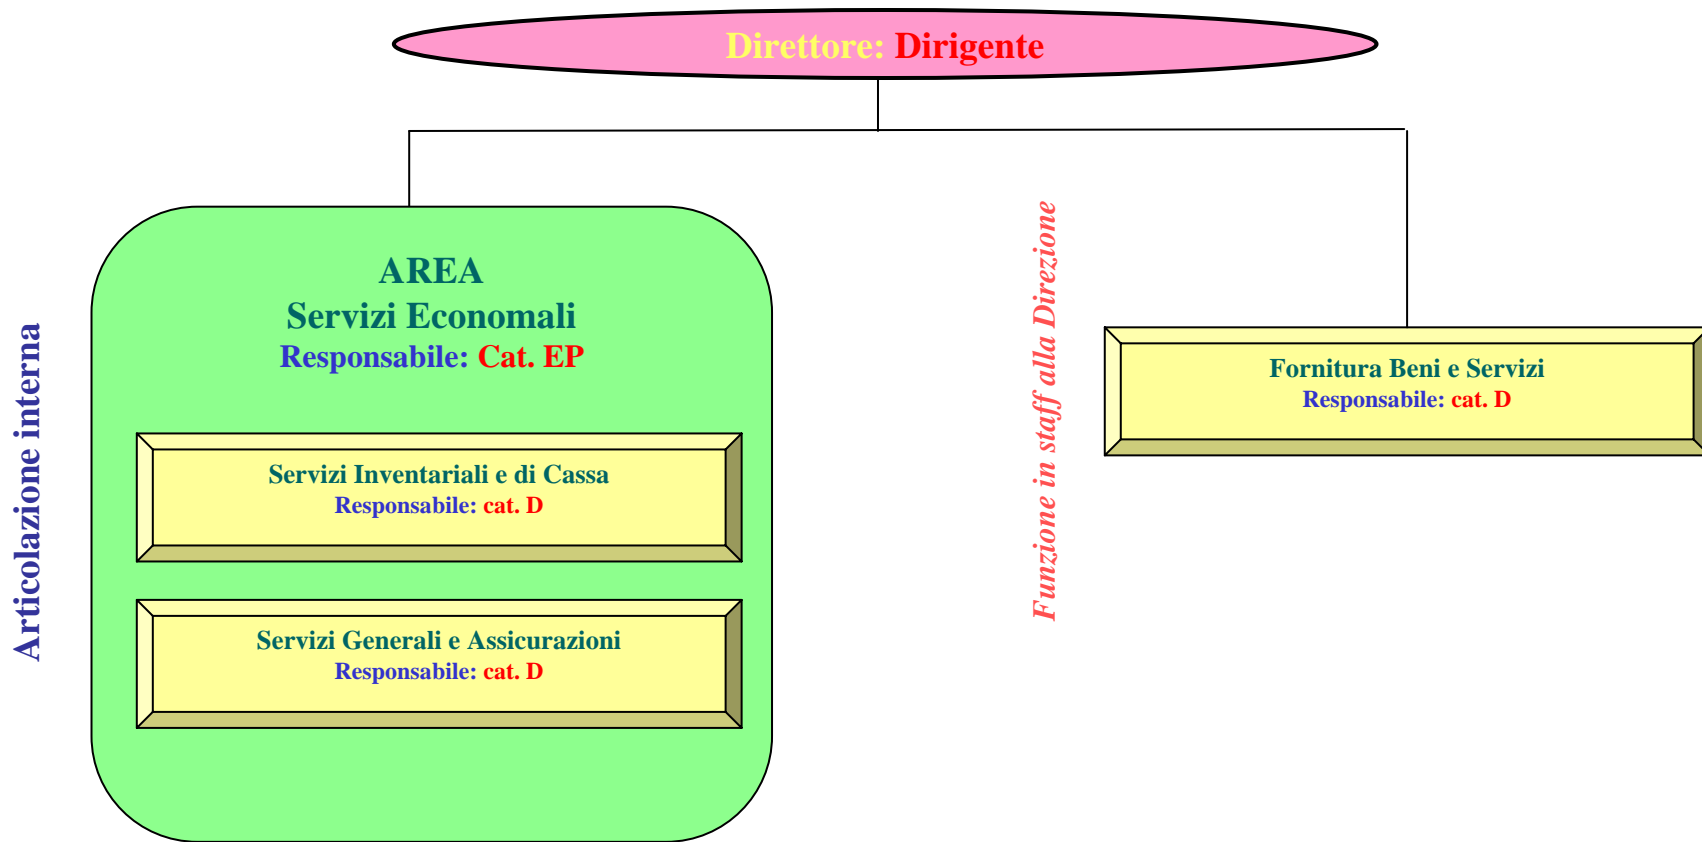 Direttore: Dirigente
Articolazione interna
AREA
Servizi Economali
Responsabile: Cat. EP
Servizi Inventariali e di Cassa
Responsabile: cat. D
Servizi Generali e Assicurazioni
Responsabile: cat. D
Funzione in staff alla Direzione
Fornitura Beni e Servizi
Responsabile: cat. D